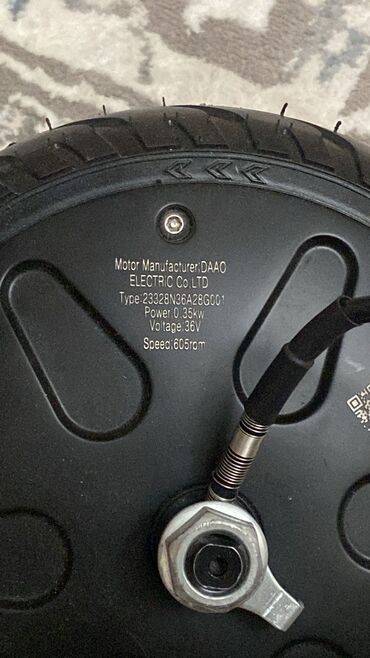 Motor Manufacturer:DAAO
ELECTRIC Co.LTD
Type:23328N36A28G001
Power:0.35kw
Voltage:36V
Speed:605rpm